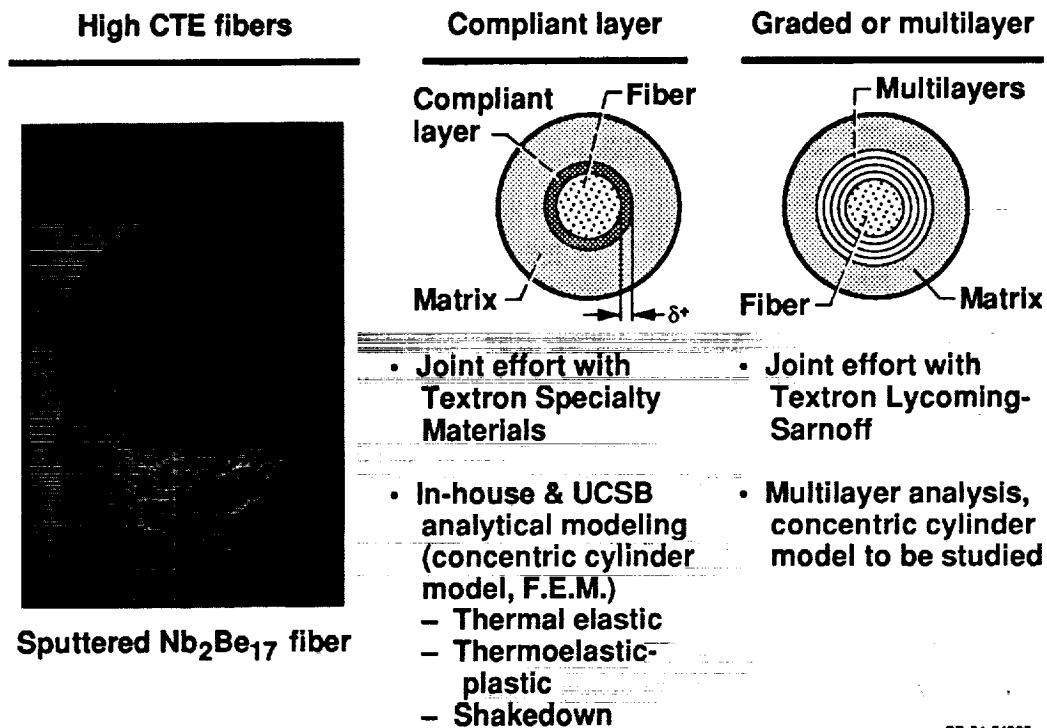 High CTE fibers
Sputtered Nb₂Be₁₇ fiber
Compliant layer
Compliant
layer
Fiber
Matrix
δ+
• Joint effort with
Textron Specialty
Materials
• In-house & UCSB
analytical modeling
(concentric cylinder
model, F.E.M.)
– Thermal elastic
– Thermoelastic-
plastic
– Shakedown
Graded or multilayer
Multilayers
Fiber
Matrix
• Joint effort with
Textron Lycoming-
Sarnoff
• Multilayer analysis,
concentric cylinder
model to be studied